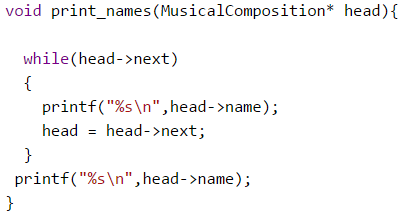 void print_names(MusicalComposition* head){
while(head->next)
{
printf("%s\n",head->name);
head = head->next;
}
printf("%s\n",head->name);
}